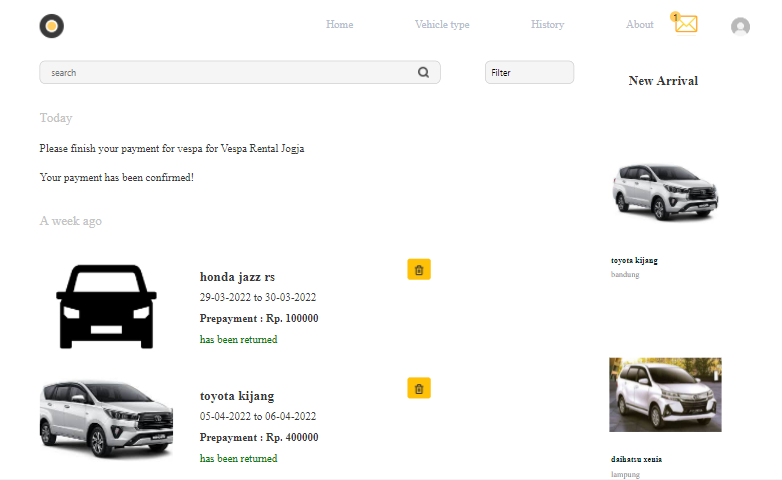 Home
Vehicle type
History
About
1
search
Filter
New Arrival
Today
Please finish your payment for vespa for Vespa Rental Jogja
Your payment has been confirmed!
A week ago
honda jazz rs
29-03-2022 to 30-03-2022
Prepayment : Rp. 100000
has been returned
toyota kijang
05-04-2022 to 06-04-2022
Prepayment : Rp. 400000
has been returned
toyota kijang
bandung
daihatsu xenia
lampung